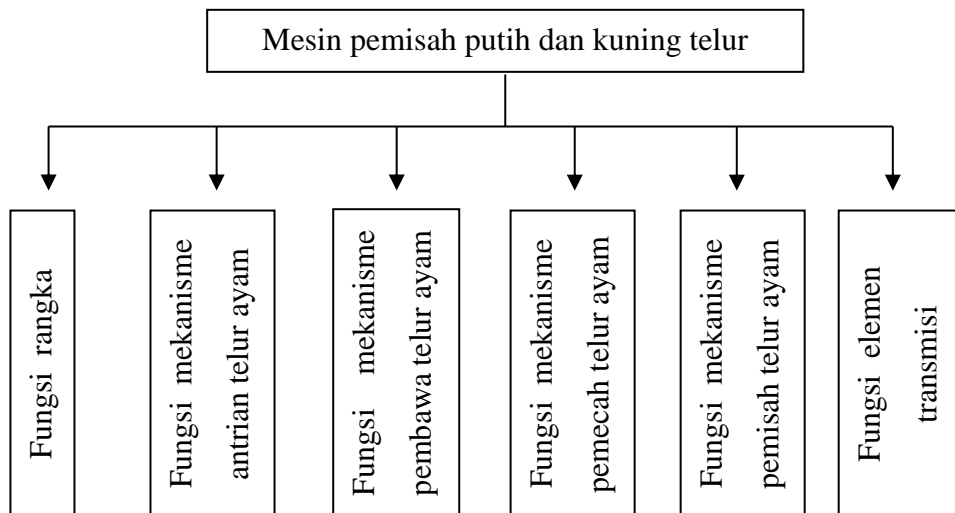 Mesin pemisah putih dan kuning telur
Fungsi rangka
Fungsi mekanisme
antrian telur ayam
Fungsi mekanisme
pembawa telur ayam
Fungsi mekanisme
pemecah telur ayam
Fungsi mekanisme
pemisah telur ayam
Fungsi elemen
transmisi